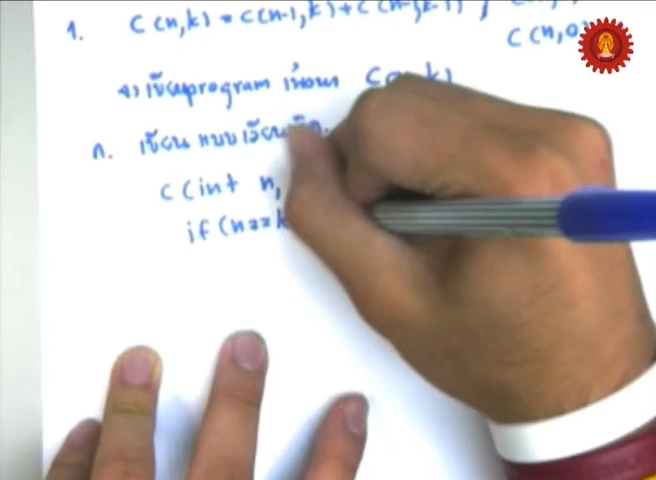 1. C(n,k) = C(n-1,k) + C(n-1,k-1) ,
C(n,0
จงเขียนprogram เพื่อหา
ก. เขียน แบบเวียนเกิด
C(int n,
if(n==k